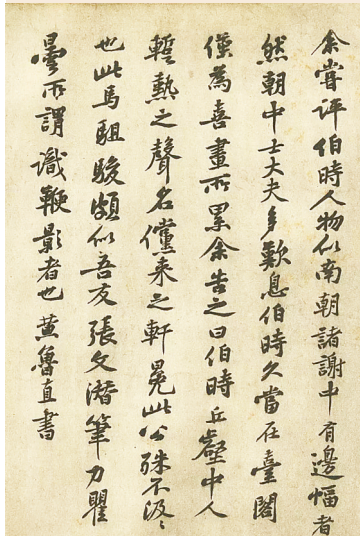 余嘗評伯時人物似南朝諸謝中有邊幅者
然朝中士大夫多歎息伯時久當在臺閣
僅為喜畫所累余告之曰伯時丘壑中人
蹔熱之聲名儻来之軒冕此公殊不汲〻
也此馬駔駿頗似吾友張文潛筆力瞿
曇所謂識鞭影者也黃魯直書